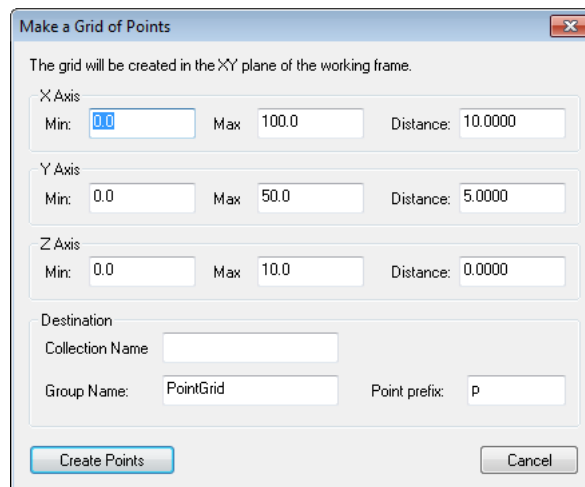 Make a Grid of Points
The grid will be created in the XY plane of the working frame.
X Axis
Min: 0.0 Max 100.0 Distance: 10.0000
Y Axis
Min: 0.0 Max 50.0 Distance: 5.0000
Z Axis
Min: 0.0 Max 10.0 Distance: 0.0000
Destination
Collection Name
Group Name: PointGrid Point prefix: p
Create Points Cancel